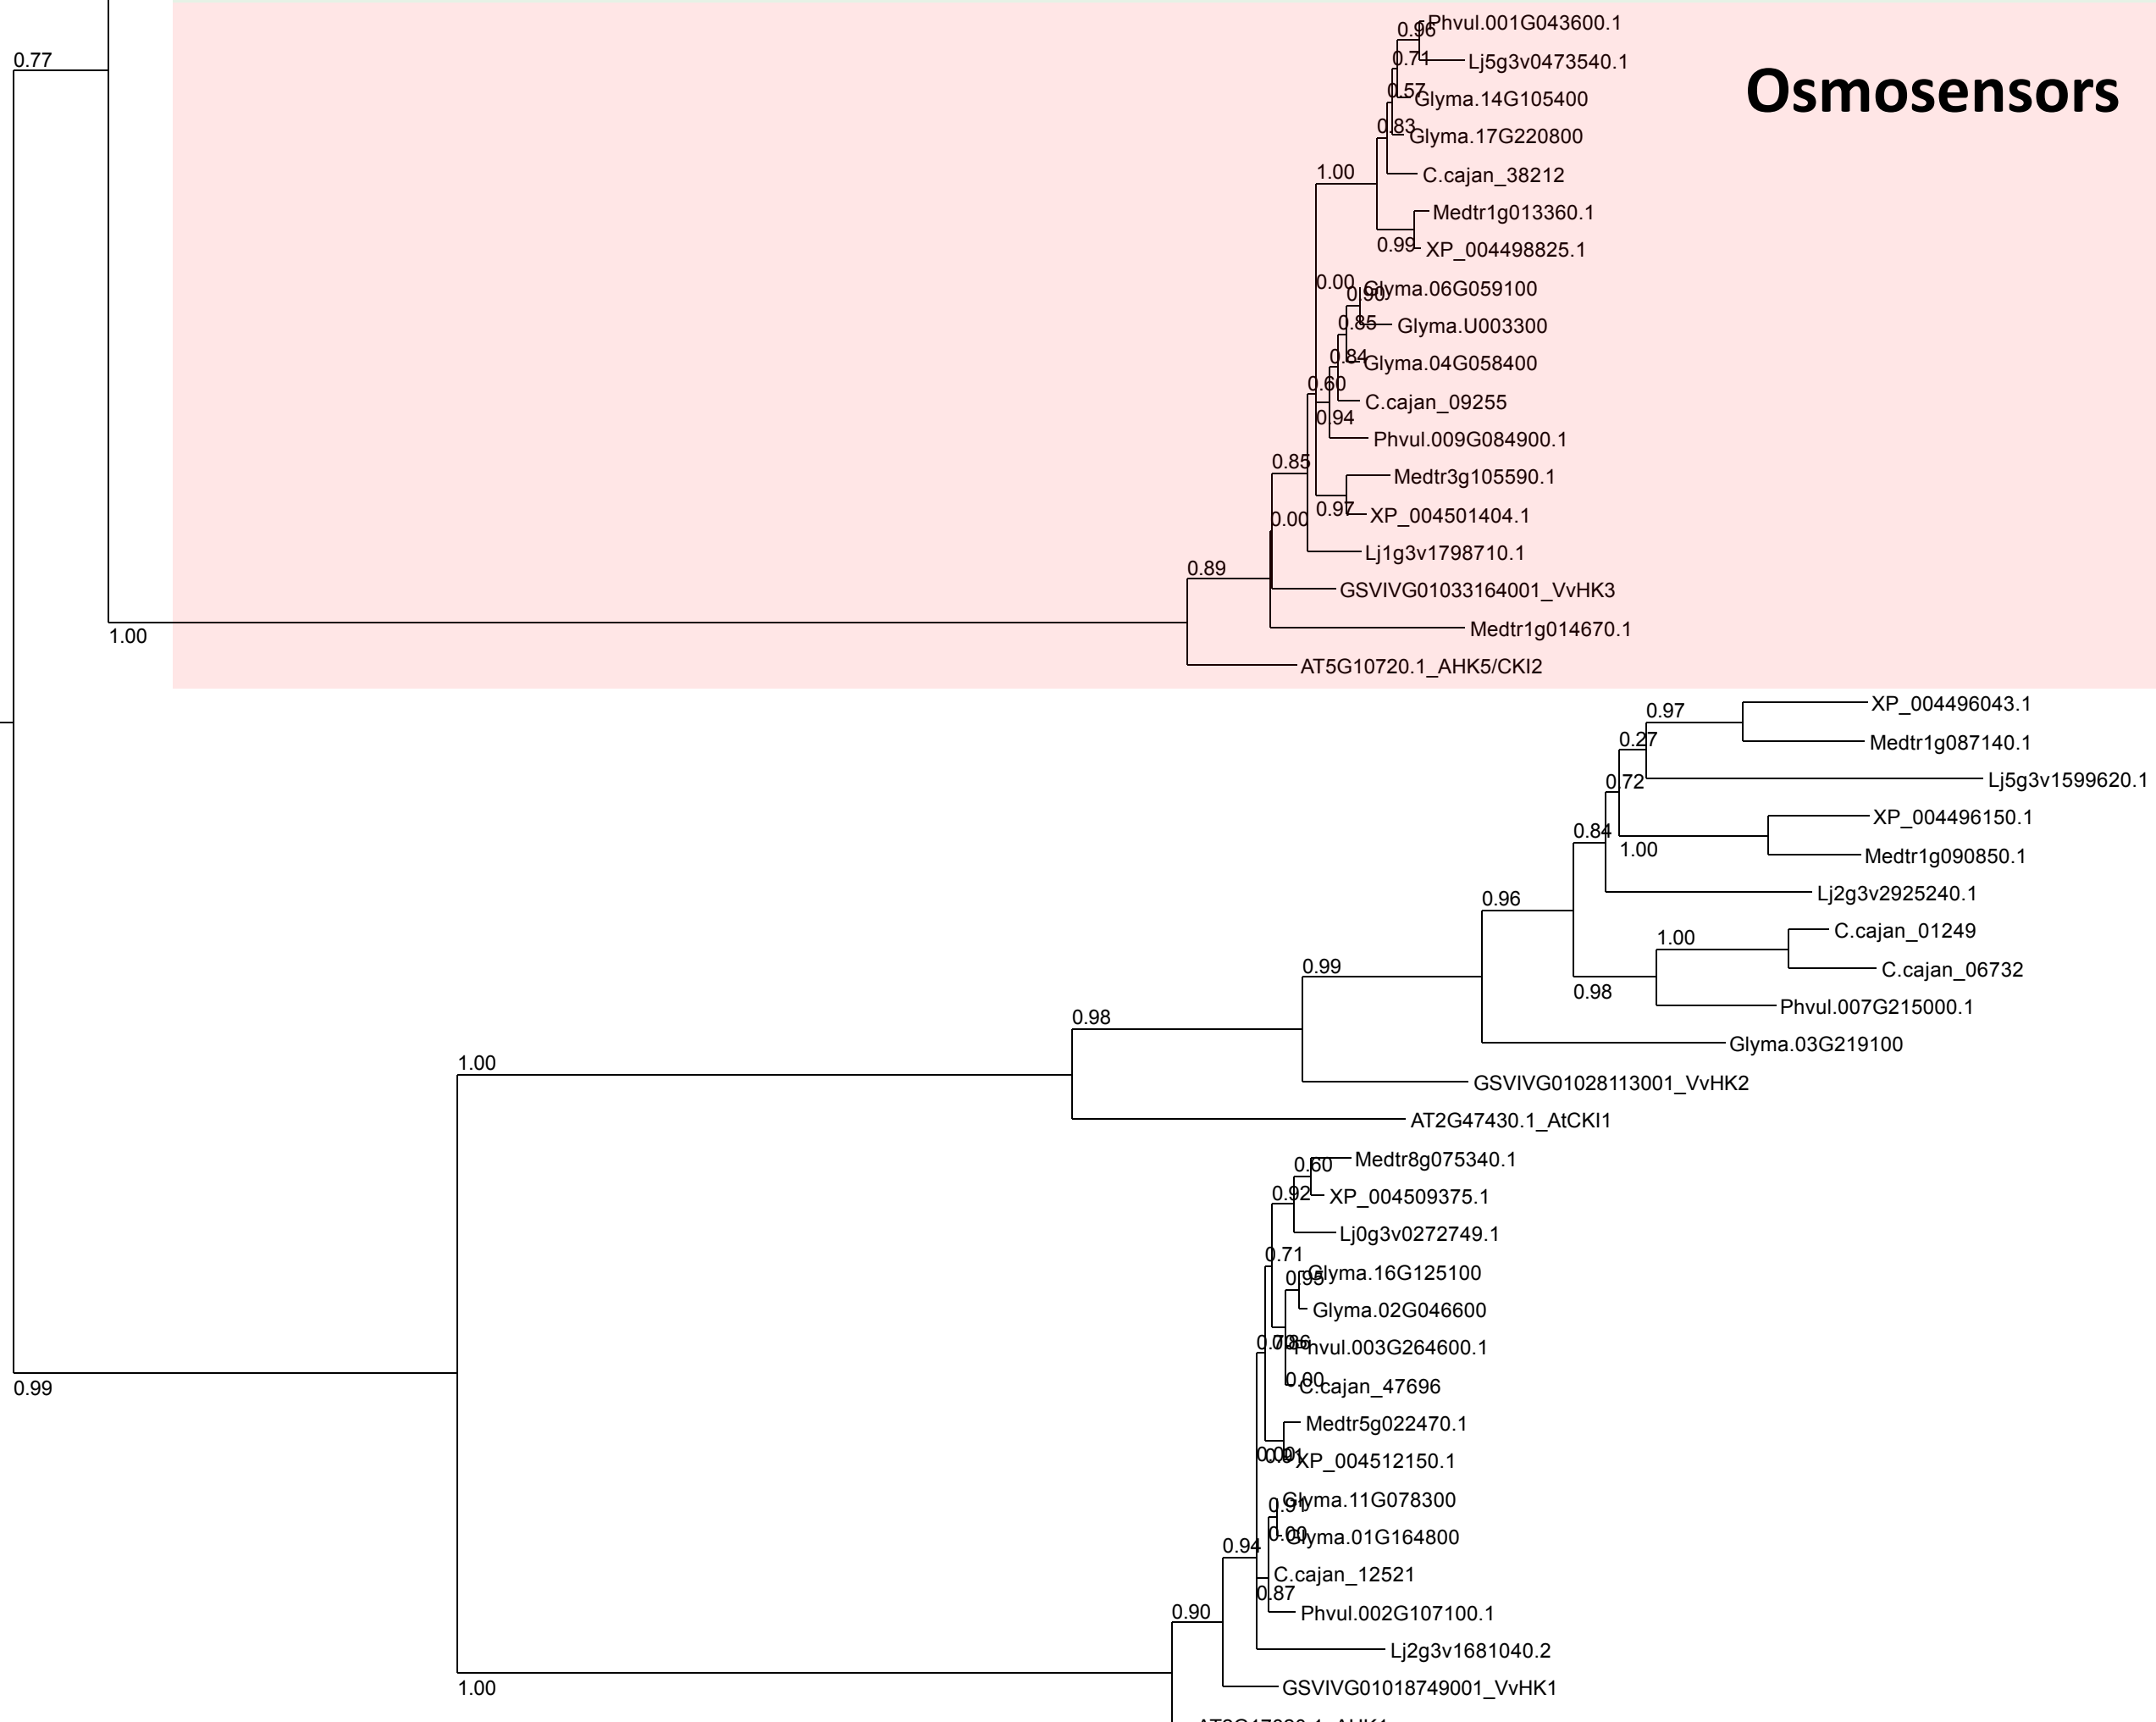 0.77
Osmosensors
Phvul.001G043600.1
0.96
0.71
Lj5g3v0473540.1
0.57
Glyma.14G105400
0.83
Glyma.17G220800
1.00
C.cajan_38212
Medtr1g013360.1
0.99
XP_004498825.1
0.00
Glyma.06G059100
0.90
0.85
Glyma.U003300
0.84
Glyma.04G058400
0.60
C.cajan_09255
0.94
Phvul.009G084900.1
0.85
Medtr3g105590.1
0.97
XP_004501404.1
0.00
Lj1g3v1798710.1
0.89
GSVIVG01033164001_VvHK3
1.00
Medtr1g014670.1
AT5G10720.1_AHK5/CKI2
XP_004496043.1
0.97
0.27
Medtr1g087140.1
0.72
Lj5g3v1599620.1
XP_004496150.1
0.84
1.00
Medtr1g090850.1
0.96
Lj2g3v2925240.1
1.00
C.cajan_01249
0.99
C.cajan_06732
0.98
Phvul.007G215000.1
0.98
Glyma.03G219100
1.00
GSVIVG01028113001_VvHK2
AT2G47430.1_AtCKI1
0.60
Medtr8g075340.1
0.92
XP_004509375.1
Lj0g3v0272749.1
0.71
0.95
Glyma.16G125100
Glyma.02G046600
Phvul.003G264600.1
0.00
C.cajan_47696
0.99
Medtr5g022470.1
XP_004512150.1
0.91
Glyma.11G078300
0.00
Glyma.01G164800
0.94
C.cajan_12521
0.87
0.90
Phvul.002G107100.1
Lj2g3v1681040.2
1.00
GSVIVG01018749001_VvHK1